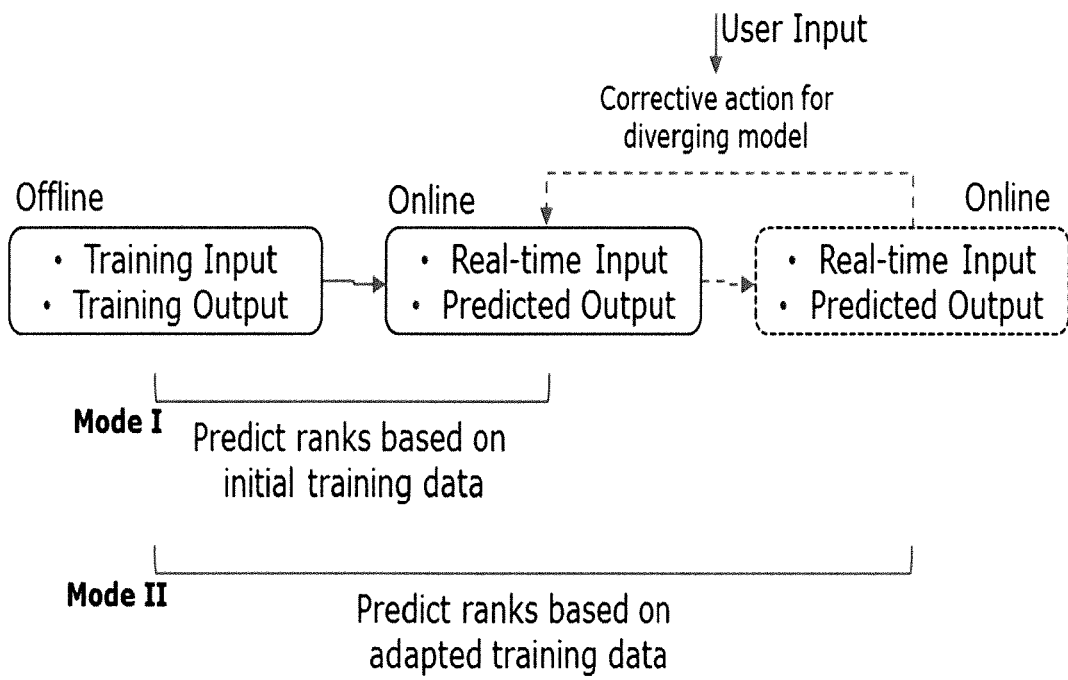 User Input
Corrective action for
diverging model
Offline
Online
Online
• Training Input
• Training Output
• Real-time Input
• Predicted Output
• Real-time Input
• Predicted Output
Mode I
Predict ranks based on
initial training data
Mode II
Predict ranks based on
adapted training data